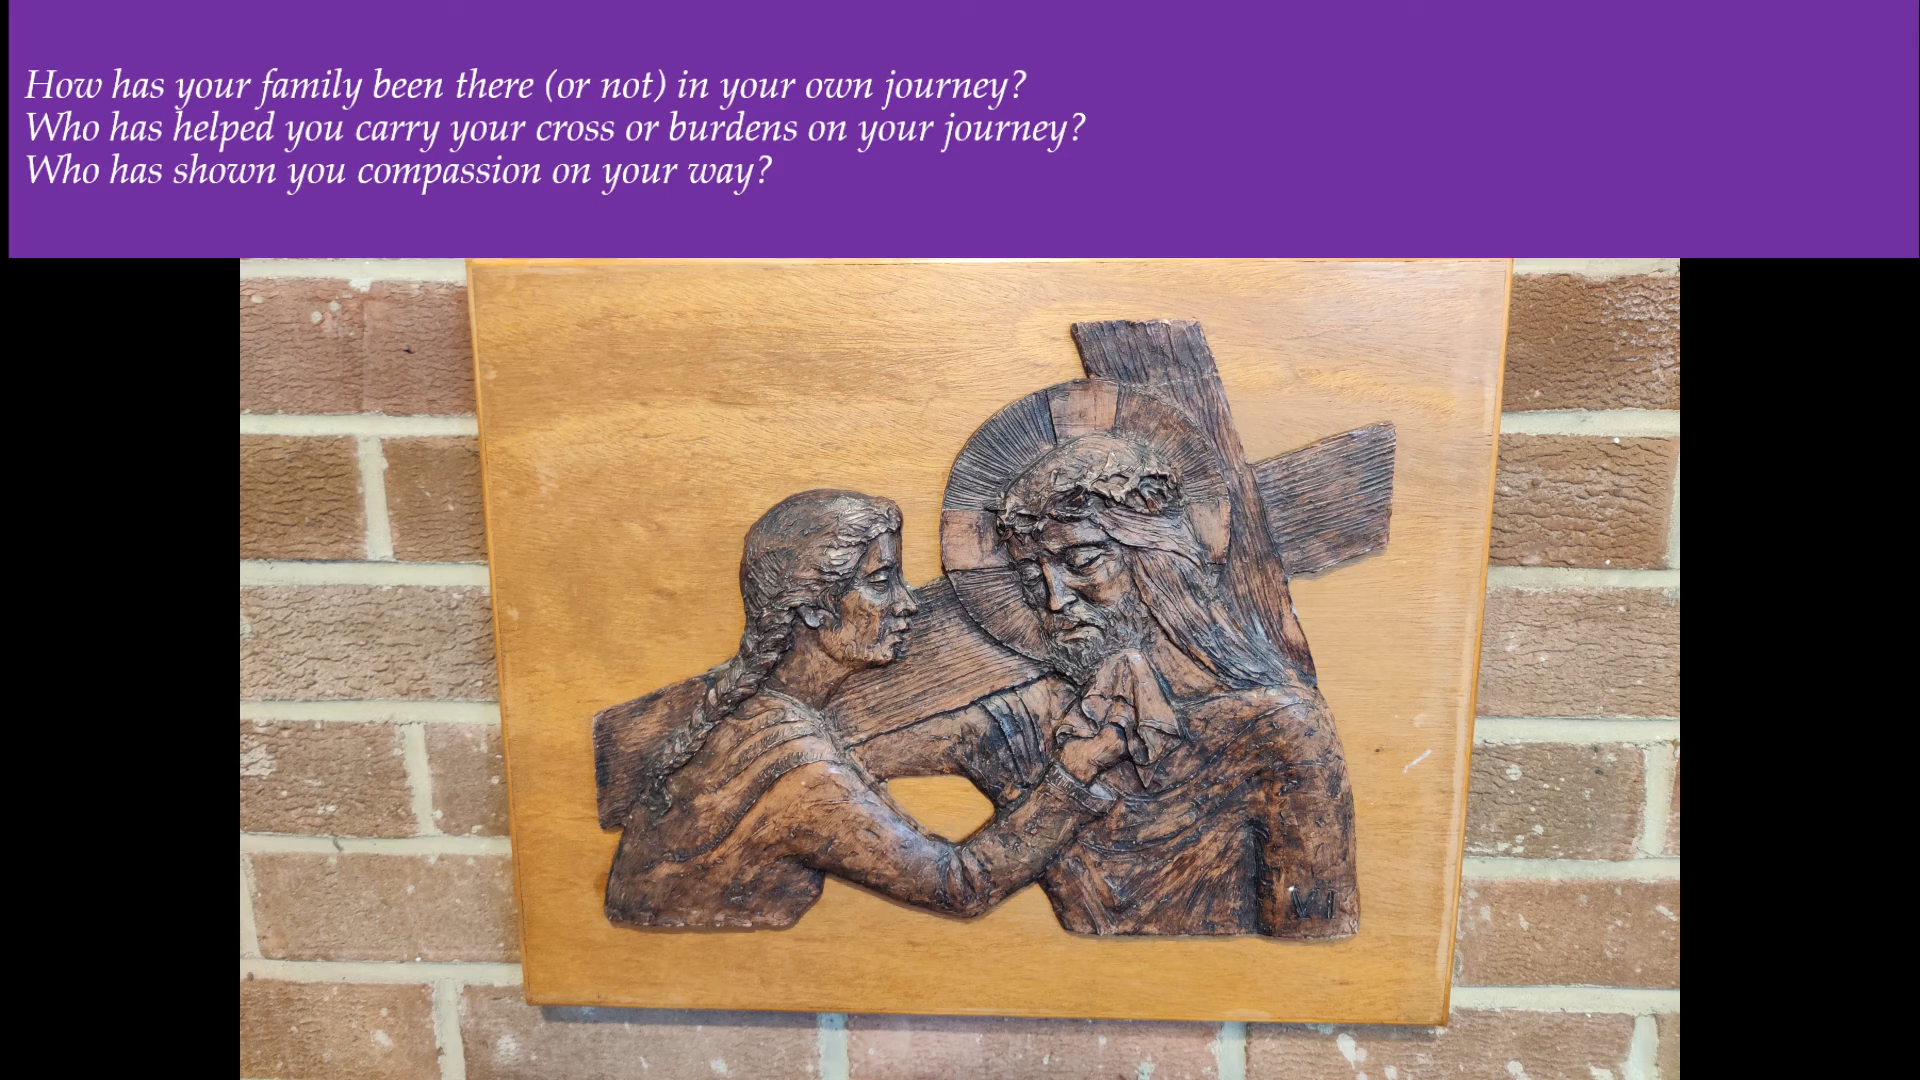 How has your family been there (or not) in your own journey?
Who has helped you carry your cross or burdens on your journey?
Who has shown you compassion on your way?
VI